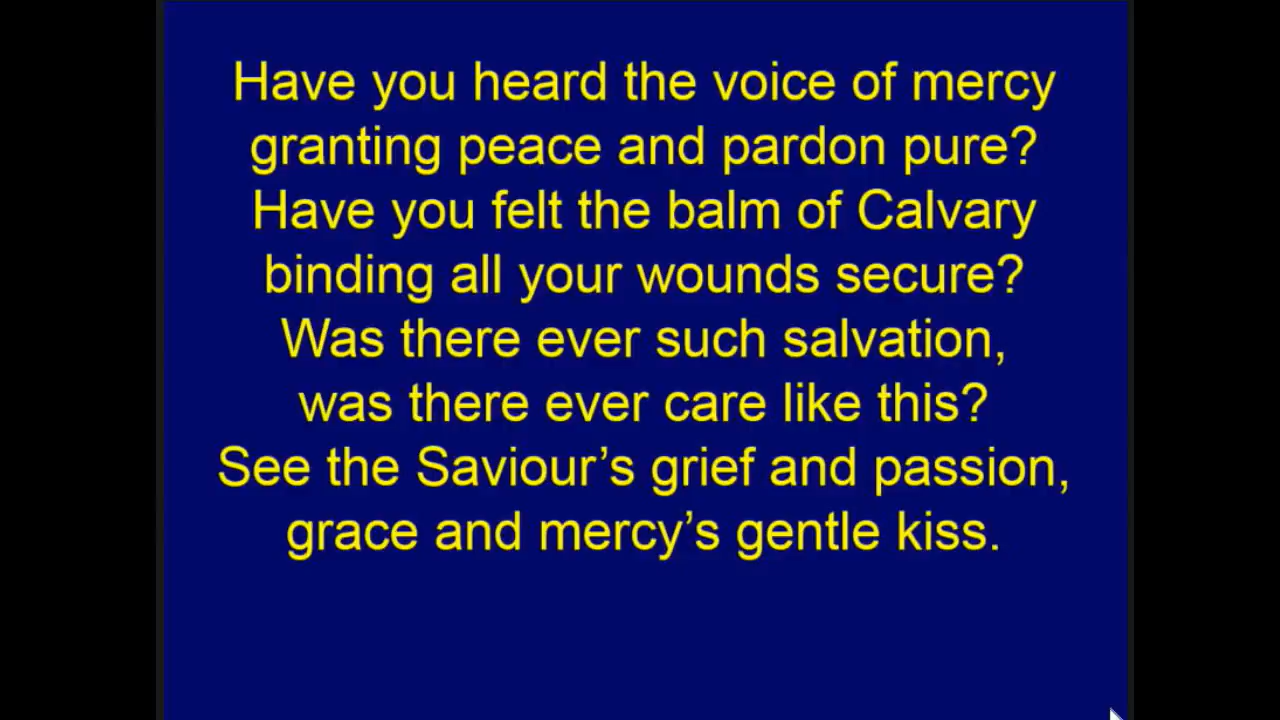 Have you heard the voice of mercy
granting peace and pardon pure?
Have you felt the balm of Calvary
binding all your wounds secure?
Was there ever such salvation,
was there ever care like this?
See the Saviour’s grief and passion,
grace and mercy’s gentle kiss.